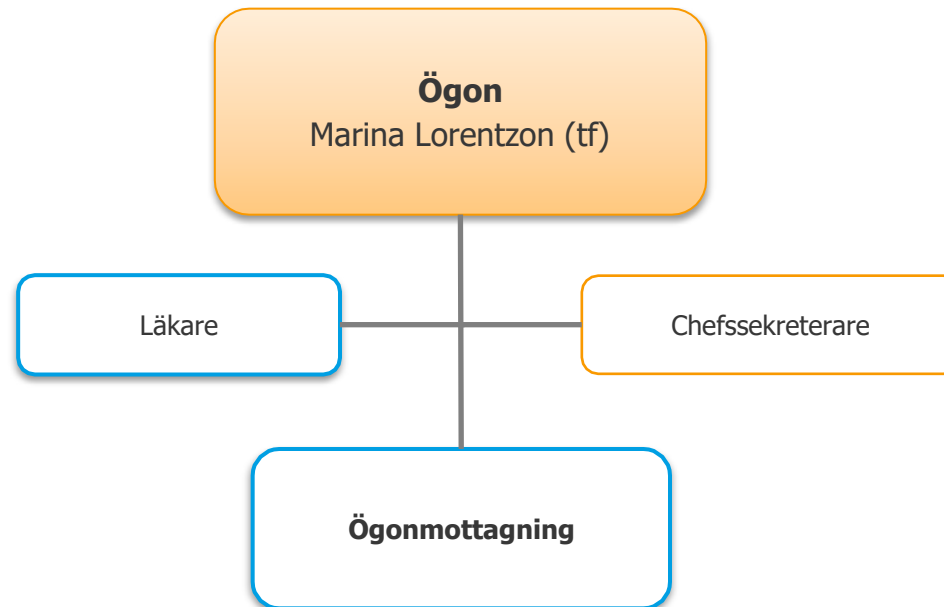 Ögon
Marina Lorentzon (tf)
Läkare
Chefssekreterare
Ögonmottagning